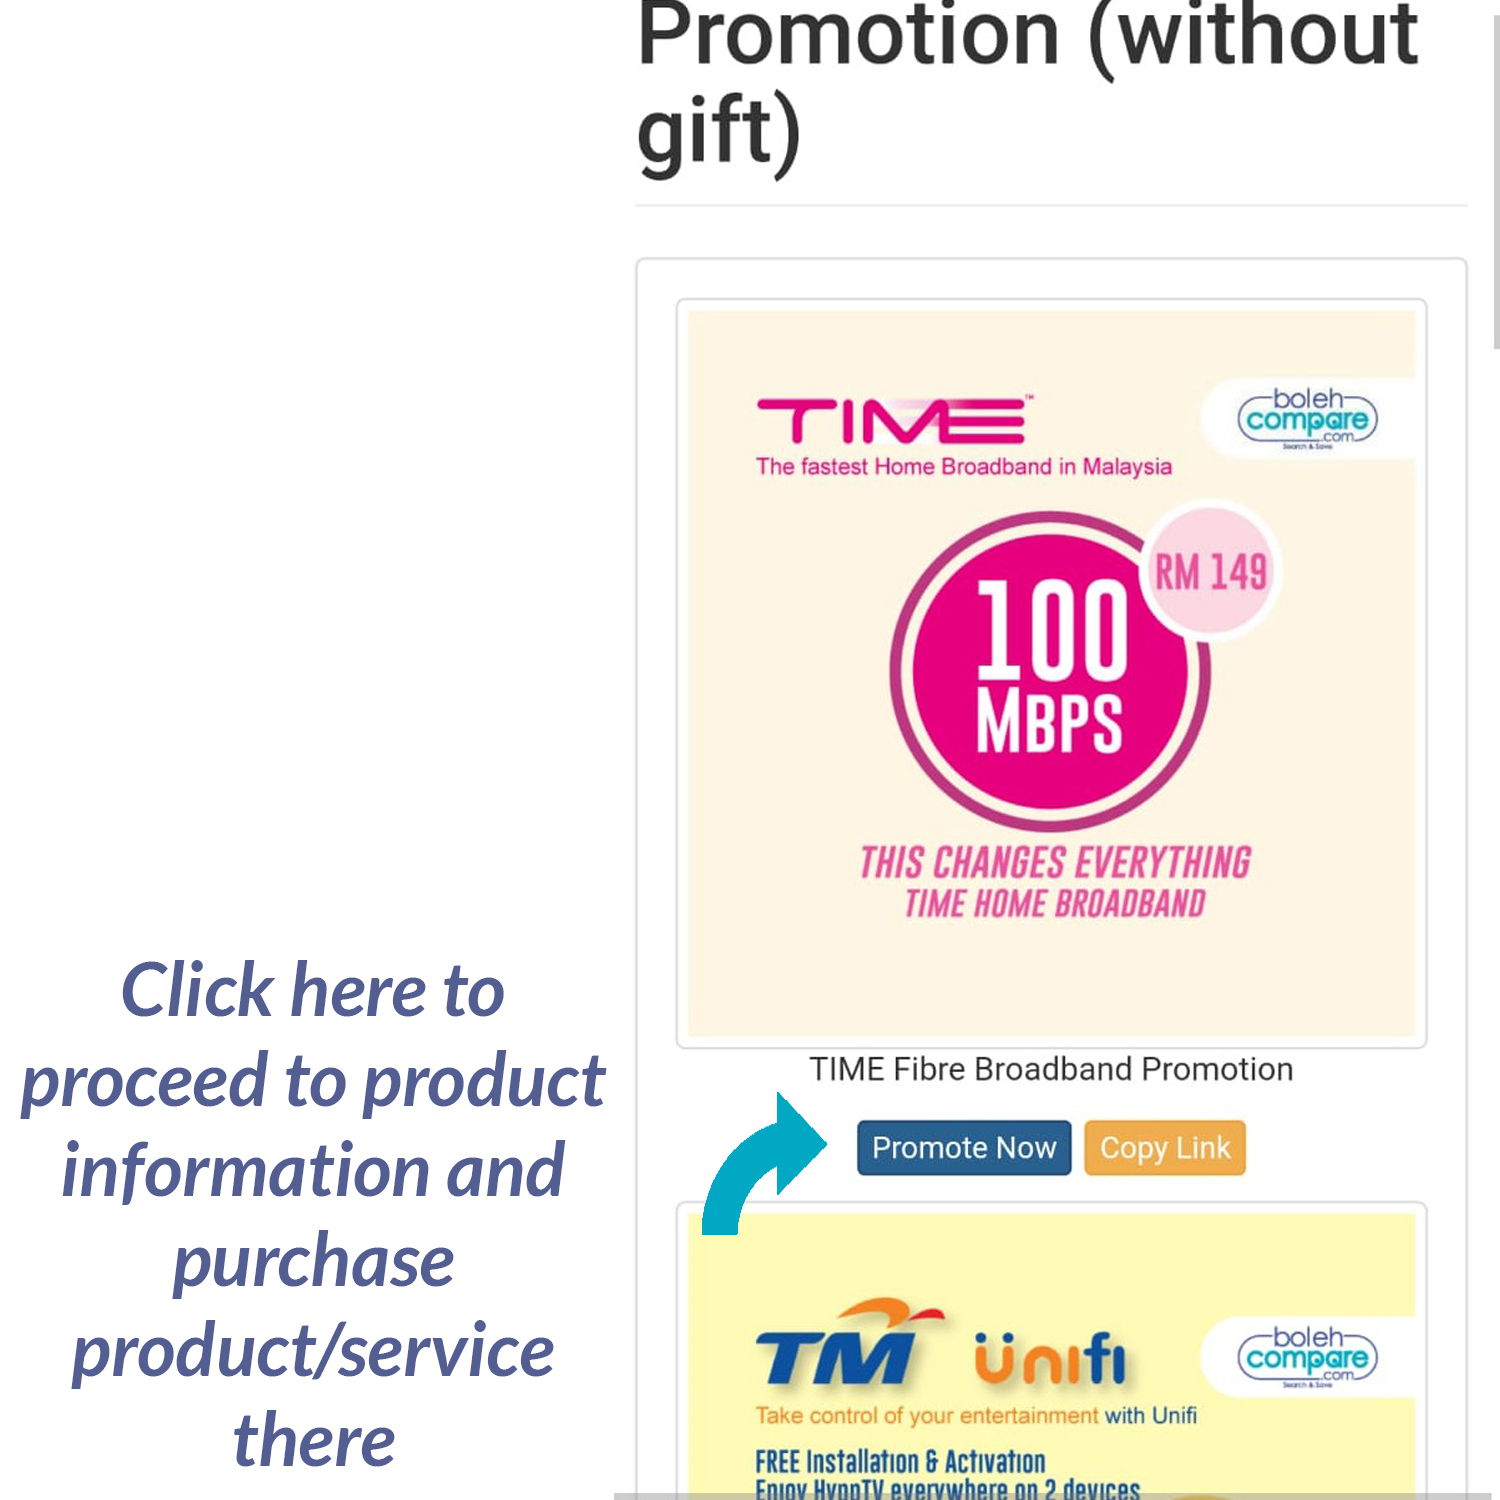 Promotion (without
gift)
TIME™
The fastest Home Broadband in Malaysia
boleh
compare
.com
Search & Save
RM 149
100
MBPS
THIS CHANGES EVERYTHING
TIME HOME BROADBAND
TIME Fibre Broadband Promotion
Promote Now
Copy Link
Click here to
proceed to product
information and
purchase
product/service
there
TM
ünifi
boleh
compare
.com
Search & Save
Take control of your entertainment with Unifi
FREE Installation & Activation
Enjoy HyppTV everywhere on 2 devices